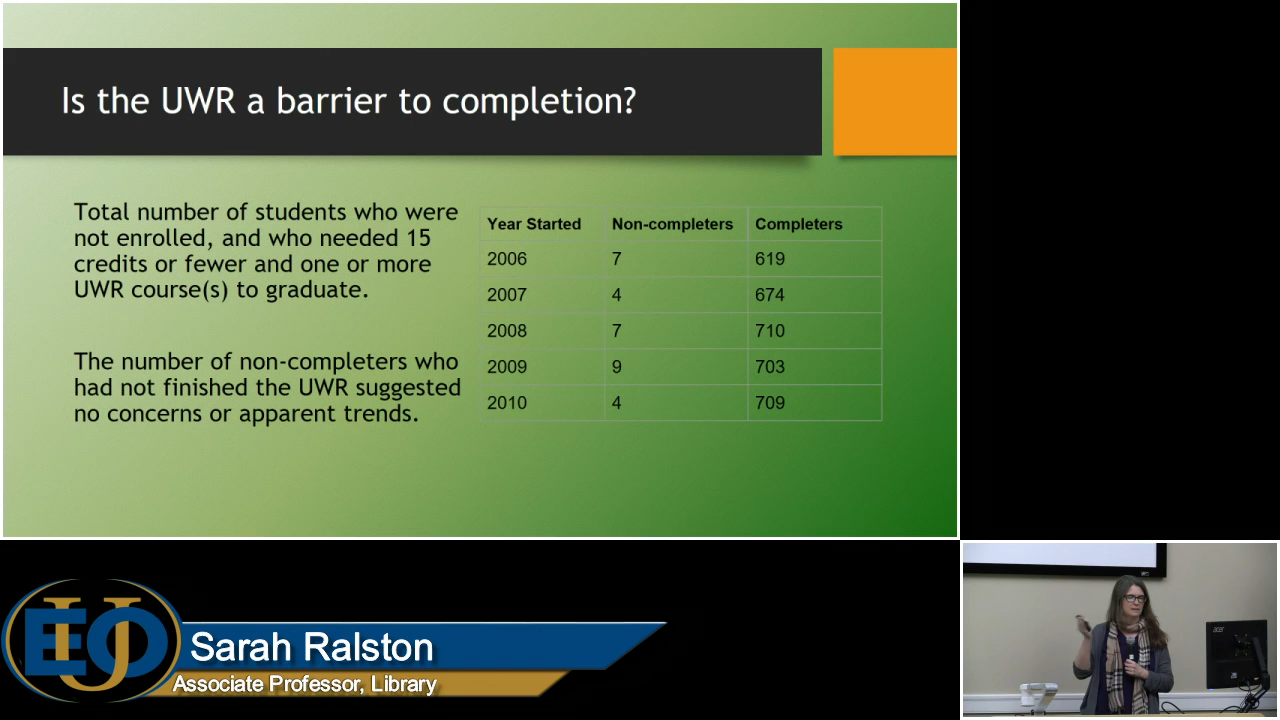 Is the UWR a barrier to completion?
Total number of students who were
not enrolled, and who needed 15
credits or fewer and one or more
UWR course(s) to graduate.
The number of non-completers who
had not finished the UWR suggested
no concerns or apparent trends.
Year Started Non-completers Completers
2006 7 619
2007 4 674
2008 7 710
2009 9 703
2010 4 709
EOU
Sarah Ralston
Associate Professor, Library
acer